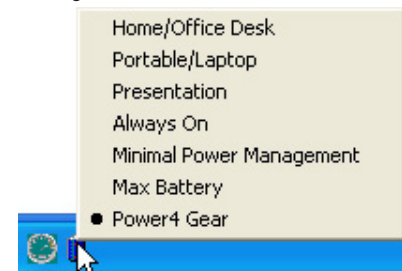 Home/Office Desk
Portable/Laptop
Presentation
Always On
Minimal Power Management
Max Battery
Power4 Gear